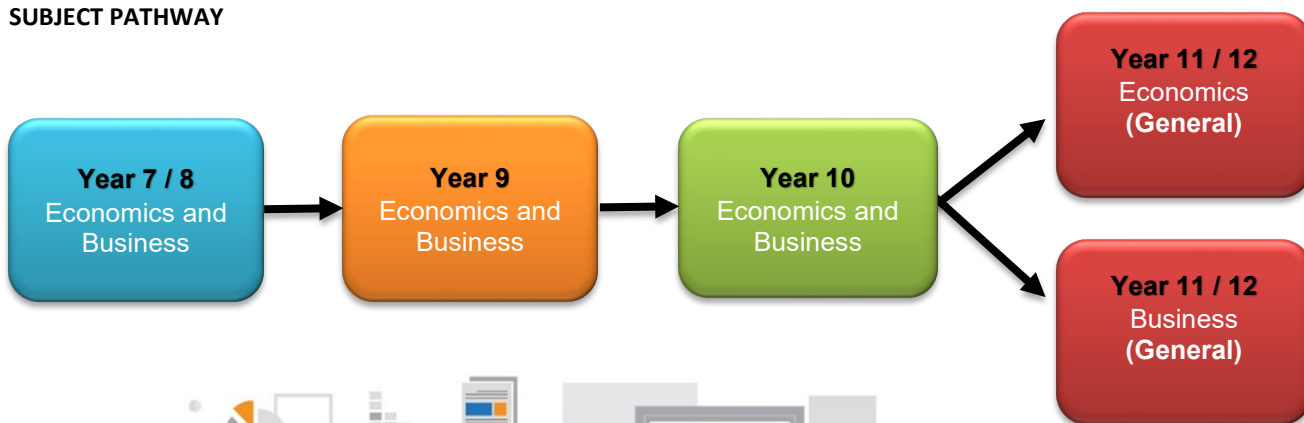 SUBJECT PATHWAY
Year 7 / 8
Economics and
Business
Year 9
Economics and
Business
Year 10
Economics and
Business
Year 11 / 12
Economics
(General)
Year 11 / 12
Business
(General)